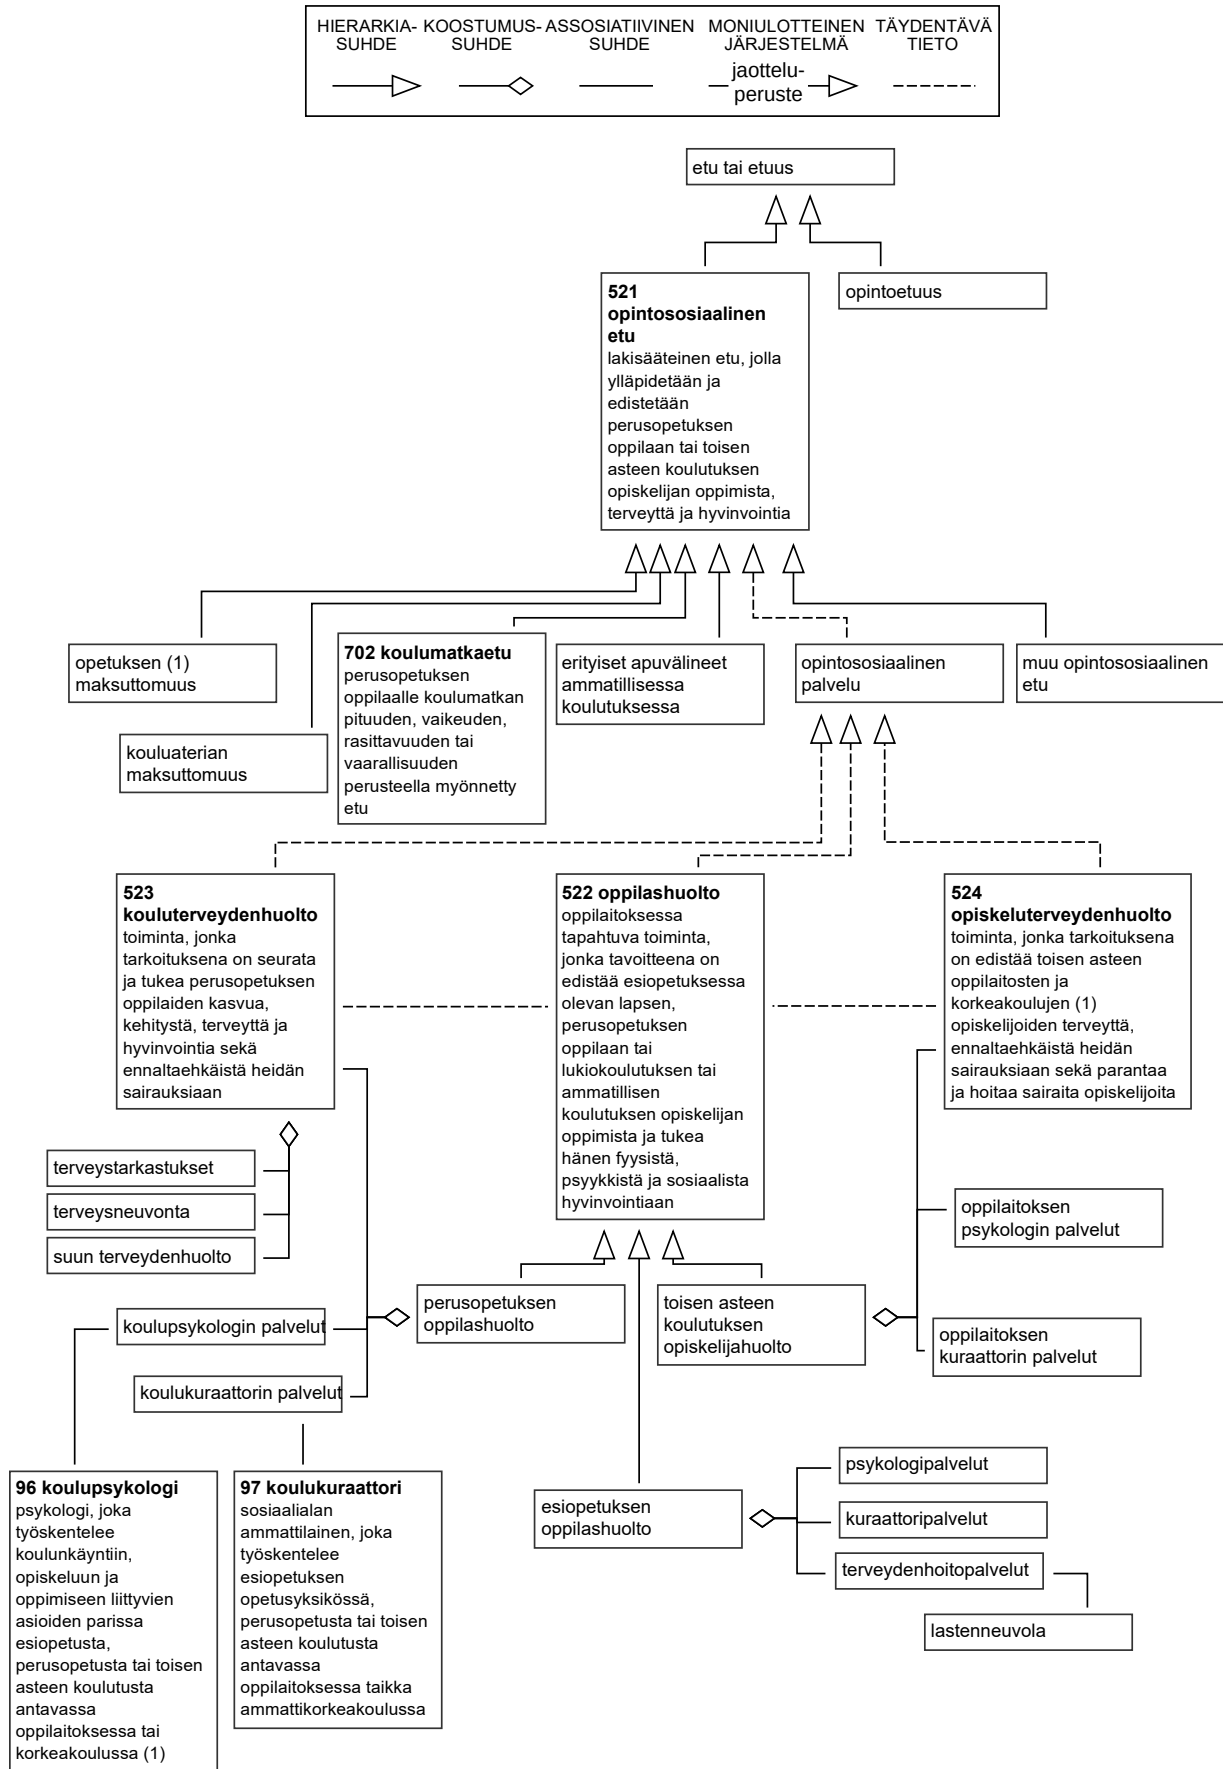 HIERARKIA-
SUHDE
KOOSTUMUS-
SUHDE
ASSOSIATIIVINEN
SUHDE
MONIULOTTEINEN
JÄRJESTELMÄ
TÄYDENTÄVÄ
TIETO
jaottelu-
peruste
etu tai etuus
521
opintososiaalinen
etu
lakisääteinen etu, jolla
ylläpidetään ja
edistetään
perusopetuksen
oppilaan tai toisen
asteen koulutuksen
opiskelijan oppimista,
terveyttä ja hyvinvointia
opintoetuus
opetuksen (1)
maksuttomuus
kouluaterian
maksuttomuus
702 koulumatkaetu
perusopetuksen
oppilaalle koulumatkan
pituuden, vaikeuden,
rasittavuuden tai
vaarallisuuden
perusteella myönnetty
etu
erityiset apuvälineet
ammatillisessa
koulutuksessa
opintososiaalinen
palvelu
muu opintososiaalinen
etu
523
kouluterveydenhuolto
toiminta, jonka
tarkoituksena on seurata
ja tukea perusopetuksen
oppilaiden kasvua,
kehitystä, terveyttä ja
hyvinvointia sekä
ennaltaehkäistä heidän
sairauksiaan
522 oppilashuolto
oppilaitoksessa
tapahtuva toiminta,
jonka tavoitteena on
edistää esiopetuksessa
olevan lapsen,
perusopetuksen
oppilaan tai
lukiokoulutuksen tai
ammatillisen
koulutuksen opiskelijan
oppimista ja tukea
hänen fyysistä,
psyykkistä ja sosiaalista
hyvinvointiaan
524
opiskeluterveydenhuolto
toiminta, jonka tarkoituksena
on edistää toisen asteen
oppilaitosten ja
korkeakoulujen (1)
opiskelijoiden terveyttä,
ennaltaehkäistä heidän
sairauksiaan sekä parantaa
ja hoitaa sairaita opiskelijoita
terveystarkastukset
terveysneuvonta
suun terveydenhuolto
koulupsykologin palvelut
koulukuraattorin palvelut
perusopetuksen
oppilashuolto
toisen asteen
koulutuksen
opiskelijahuolto
oppilaitoksen
psykologin palvelut
oppilaitoksen
kuraattorin palvelut
96 koulupsykologi
psykologi, joka
työskentelee
koulunkäyntiin,
opiskeluun ja
oppimiseen liittyvien
asioiden parissa
esiopetusta,
perusopetusta tai toisen
asteen koulutusta
antavassa
oppilaitoksessa tai
korkeakoulussa (1)
97 koulukuraattori
sosiaalialan
ammattilainen, joka
työskentelee
esiopetuksen
opetusyksikössä,
perusopetusta tai toisen
asteen koulutusta
antavassa
oppilaitoksessa taikka
ammattikorkeakoulussa
esiopetuksen
oppilashuolto
psykologipalvelut
kuraattoripalvelut
terveydenhoitopalvelut
lastenneuvola